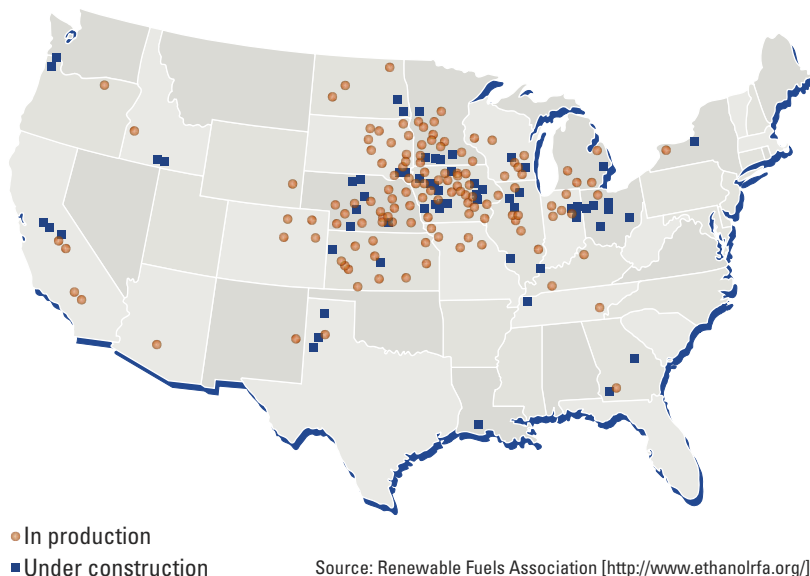 In production
Under construction
Source: Renewable Fuels Association [http://www.ethanolrfa.org/]